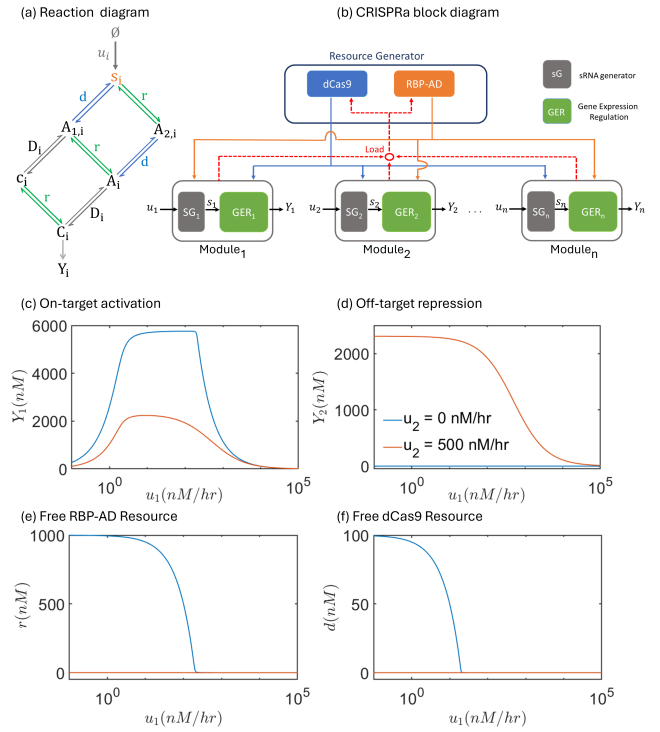 (a) Reaction diagram
(b) CRISPRa block diagram
Ø
u_i
S_i
d
r
A_{1,i}
A_{2,i}
D_i
r
d
c_i
A_i
r
D_i
C_i
Y_i
Resource Generator
dCas9
RBP-AD
sG
sRNA generator
GER
Gene Expression
Regulation
Load
u_1
SG_1
s_1
GER_1
Y_1
u_2
SG_2
s_2
GER_2
Y_2
...
u_n
SG_n
s_n
GER_n
Y_n
Module_1
Module_2
Module_n
(c) On-target activation
(d) Off-target repression
6000
4000
2000
0
Y_1(nM)
10^0
10^5
u_1(nM/hr)
2000
1000
0
Y_2(nM)
u_2 = 0 nM/hr
u_2 = 500 nM/hr
10^0
10^5
u_1(nM/hr)
(e) Free RBP-AD Resource
(f) Free dCas9 Resource
1000
500
0
r(nM)
10^0
10^5
u_1(nM/hr)
100
50
0
d(nM)
10^0
10^5
u_1(nM/hr)